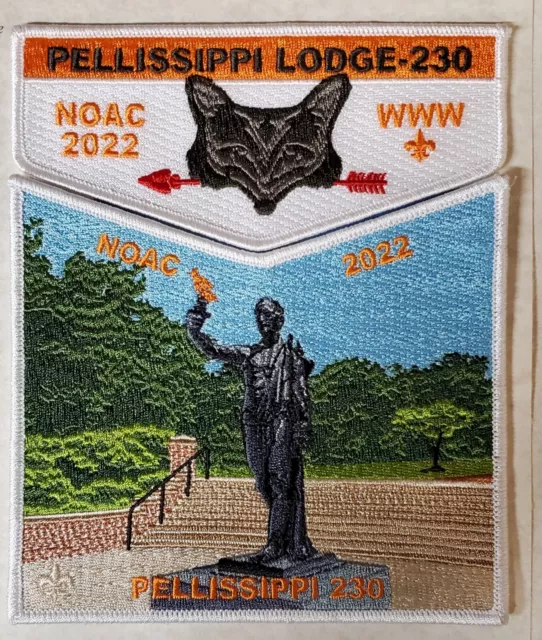 PELLISSIPPI LODGE-230
NOAC WWW
2022
NOAC 2022
PELLISSIPPI 230